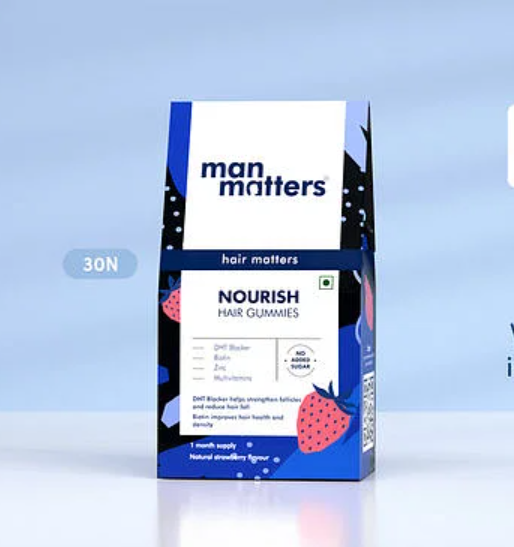 man
matters
30N
hair matters
NOURISH
HAIR GUMMIES
DHT Blocker
Biotin
Zinc
Multivitamins
NO
ADDED
SUGAR
DHT-Blocker helps strengthen follicles
and reduce hair fall
Biotin improves hair health and
density
1 month supply
Natural strawberry flavour